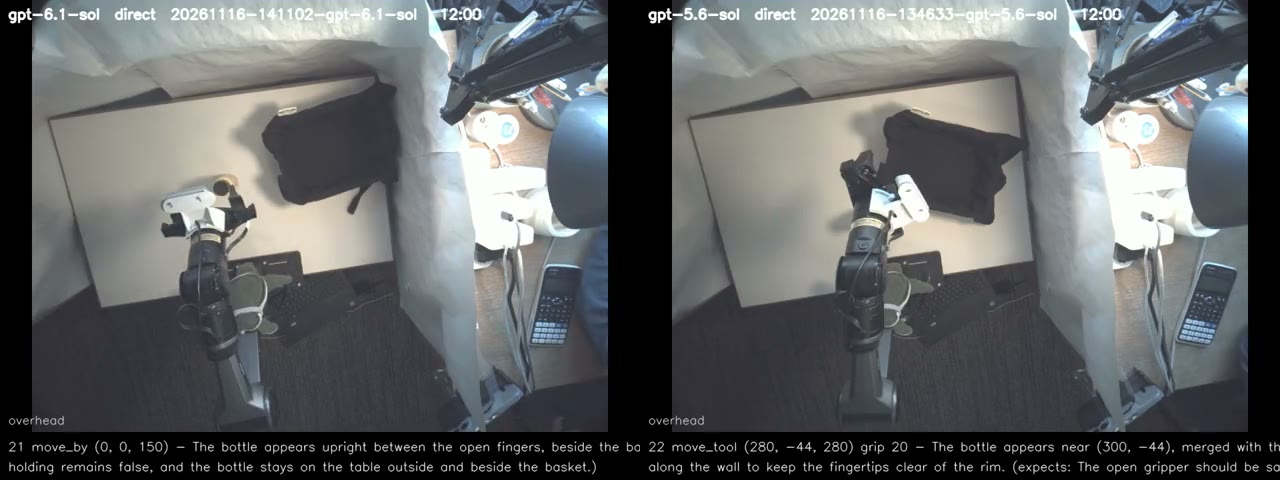 gpt-6.1-sol direct 20261116-141102-gpt-6.1-sol 12:00
gpt-5.6-sol direct 20261116-134633-gpt-5.6-sol 12:00
overhead
overhead
21 move_by (0, 0, 150) – The bottle appears upright between the open fingers, beside the ba
holding remains false, and the bottle stays on the table outside and beside the basket.)
22 move_tool (280, -44, 280) grip 20 – The bottle appears near (300, -44), merged with th
along the wall to keep the fingertips clear of the rim. (expects: The open gripper should be so